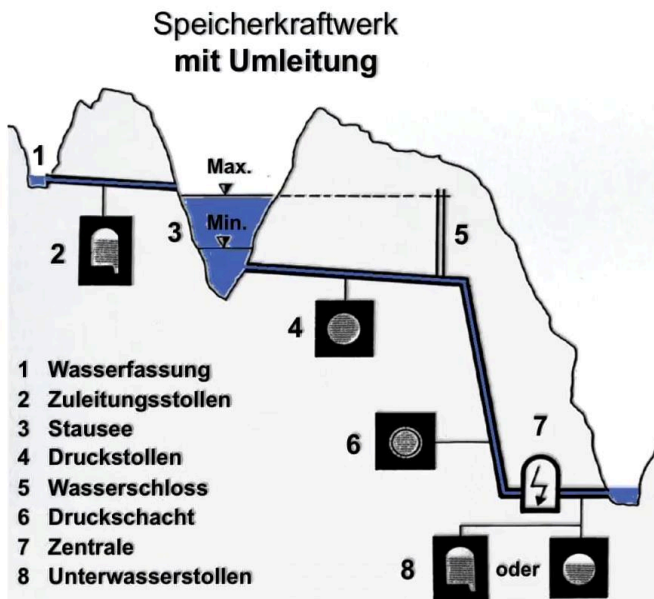 Speicherkraftwerk
mit Umleitung
1
Max.
2
3
Min.
5
4
6
7
8
oder
1 Wasserfassung
2 Zuleitungsstollen
3 Stausee
4 Druckstollen
5 Wasserschloss
6 Druckschacht
7 Zentrale
8 Unterwasserstollen